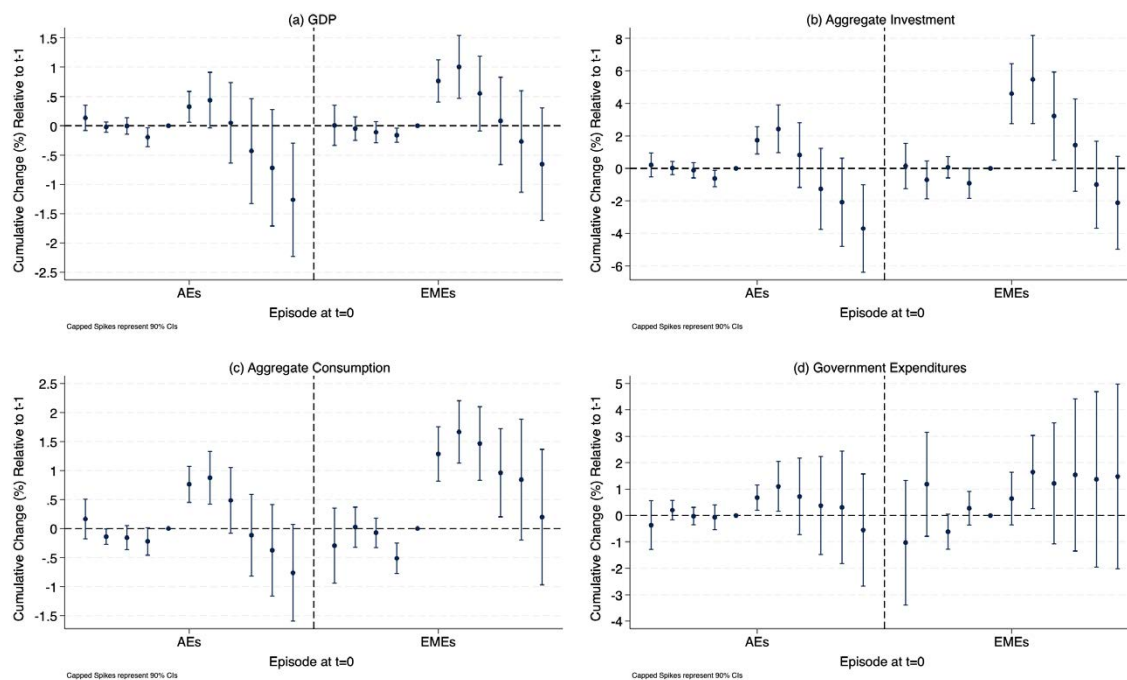 (a) GDP
Cumulative Change (%) Relative to t-1
1.5
1
.5
0
-.5
-1
-1.5
-2
-2.5
AEs
EMEs
Episode at t=0
Capped Spikes represent 90% CIs
(b) Aggregate Investment
Cumulative Change (%) Relative to t-1
8
6
4
2
0
-2
-4
-6
AEs
EMEs
Episode at t=0
Capped Spikes represent 90% CIs
(c) Aggregate Consumption
Cumulative Change (%) Relative to t-1
2.5
2
1.5
1
.5
0
-.5
-1
-1.5
AEs
EMEs
Episode at t=0
Capped Spikes represent 90% CIs
(d) Government Expenditures
Cumulative Change (%) Relative to t-1
5
4
3
2
1
0
-1
-2
-3
-4
AEs
EMEs
Episode at t=0
Capped Spikes represent 90% CIs